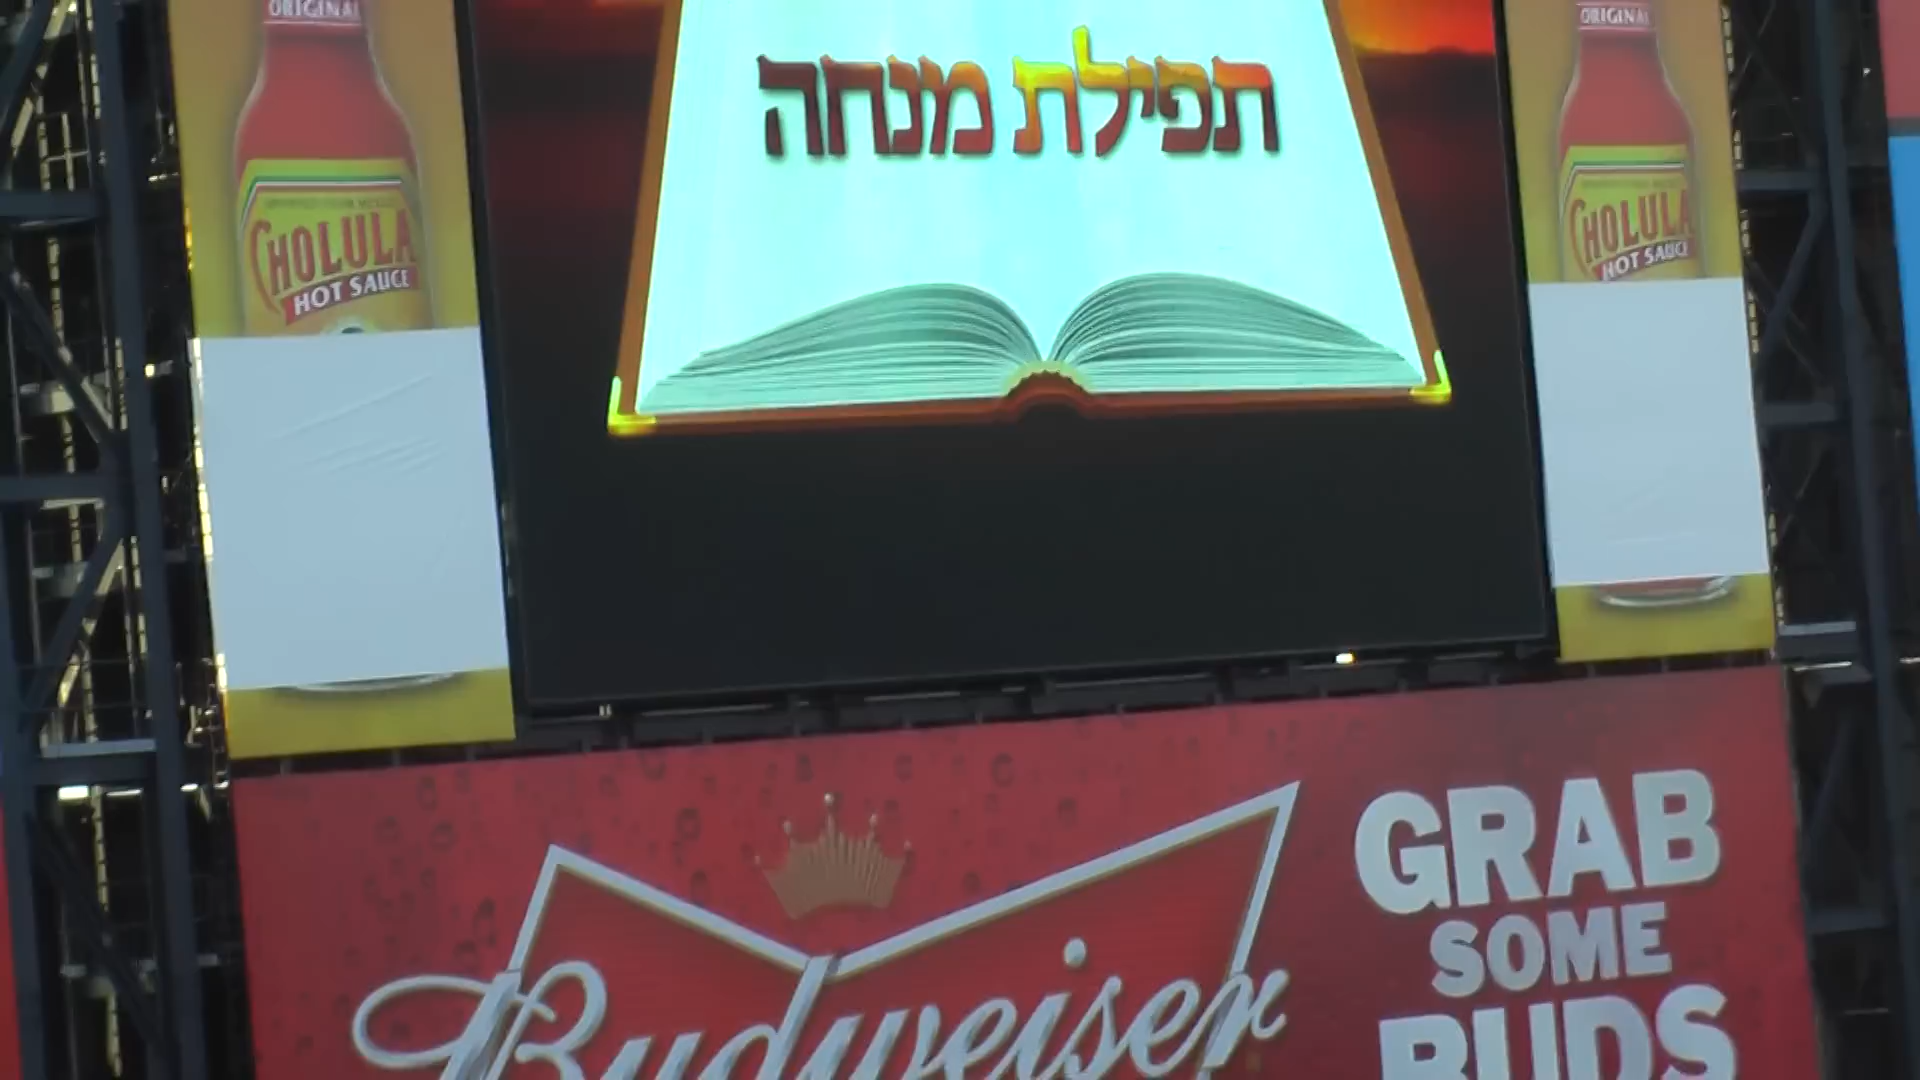 ORIGINAL
ORIGINAL
תפילת מנחה
CHOLULA
HOT SAUCE
CHOLULA
HOT SAUCE
Budweiser
GRAB
SOME
BUDS